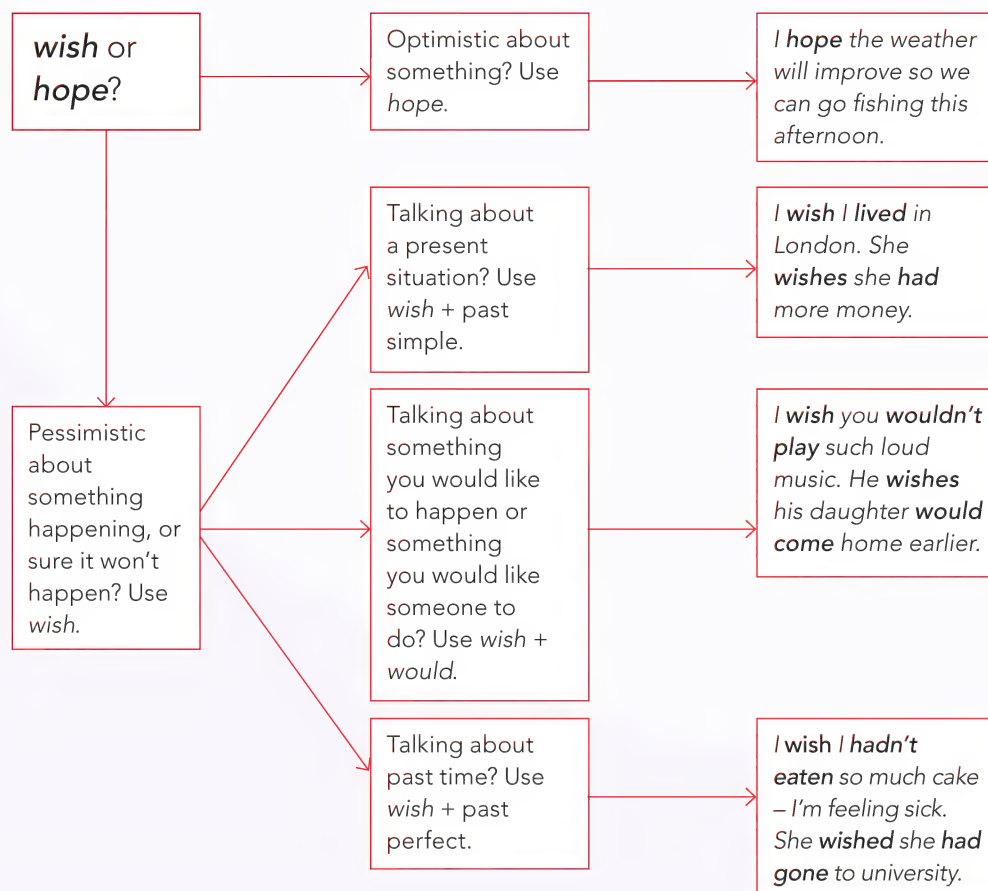 wish or
hope?
Optimistic about
something? Use
hope.
I hope the weather
will improve so we
can go fishing this
afternoon.
Talking about
a present
situation? Use
wish + past
simple.
I wish I lived in
London. She
wishes she had
more money.
Pessimistic
about
something
happening, or
sure it won't
happen? Use
wish.
Talking about
something
you would like
to happen or
something
you would like
someone to
do? Use wish +
would.
I wish you wouldn't
play such loud
music. He wishes
his daughter would
come home earlier.
Talking about
past time? Use
wish + past
perfect.
I wish I hadn't
eaten so much cake
– I'm feeling sick.
She wished she had
gone to university.